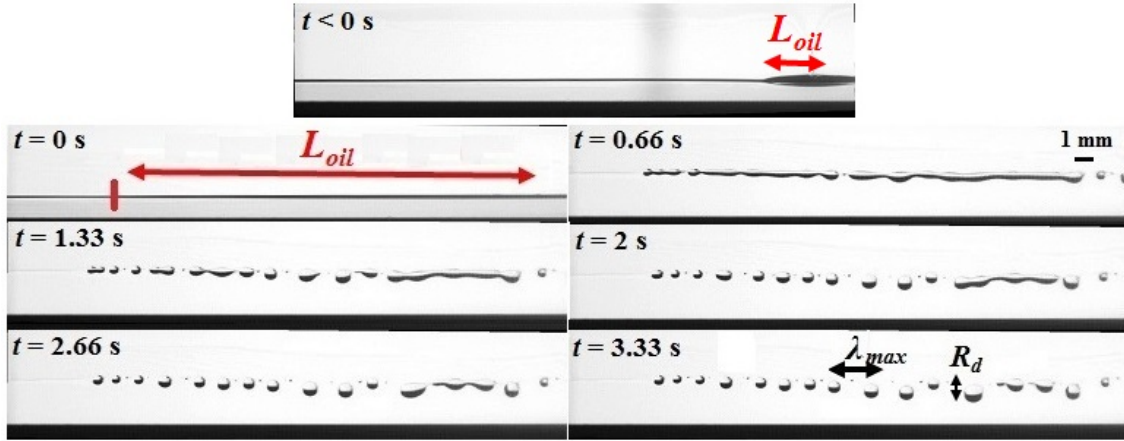 t < 0 s
L_oil
t = 0 s
L_oil
t = 0.66 s
1 mm
t = 1.33 s
t = 2 s
t = 2.66 s
t = 3.33 s
λ_max
R_d